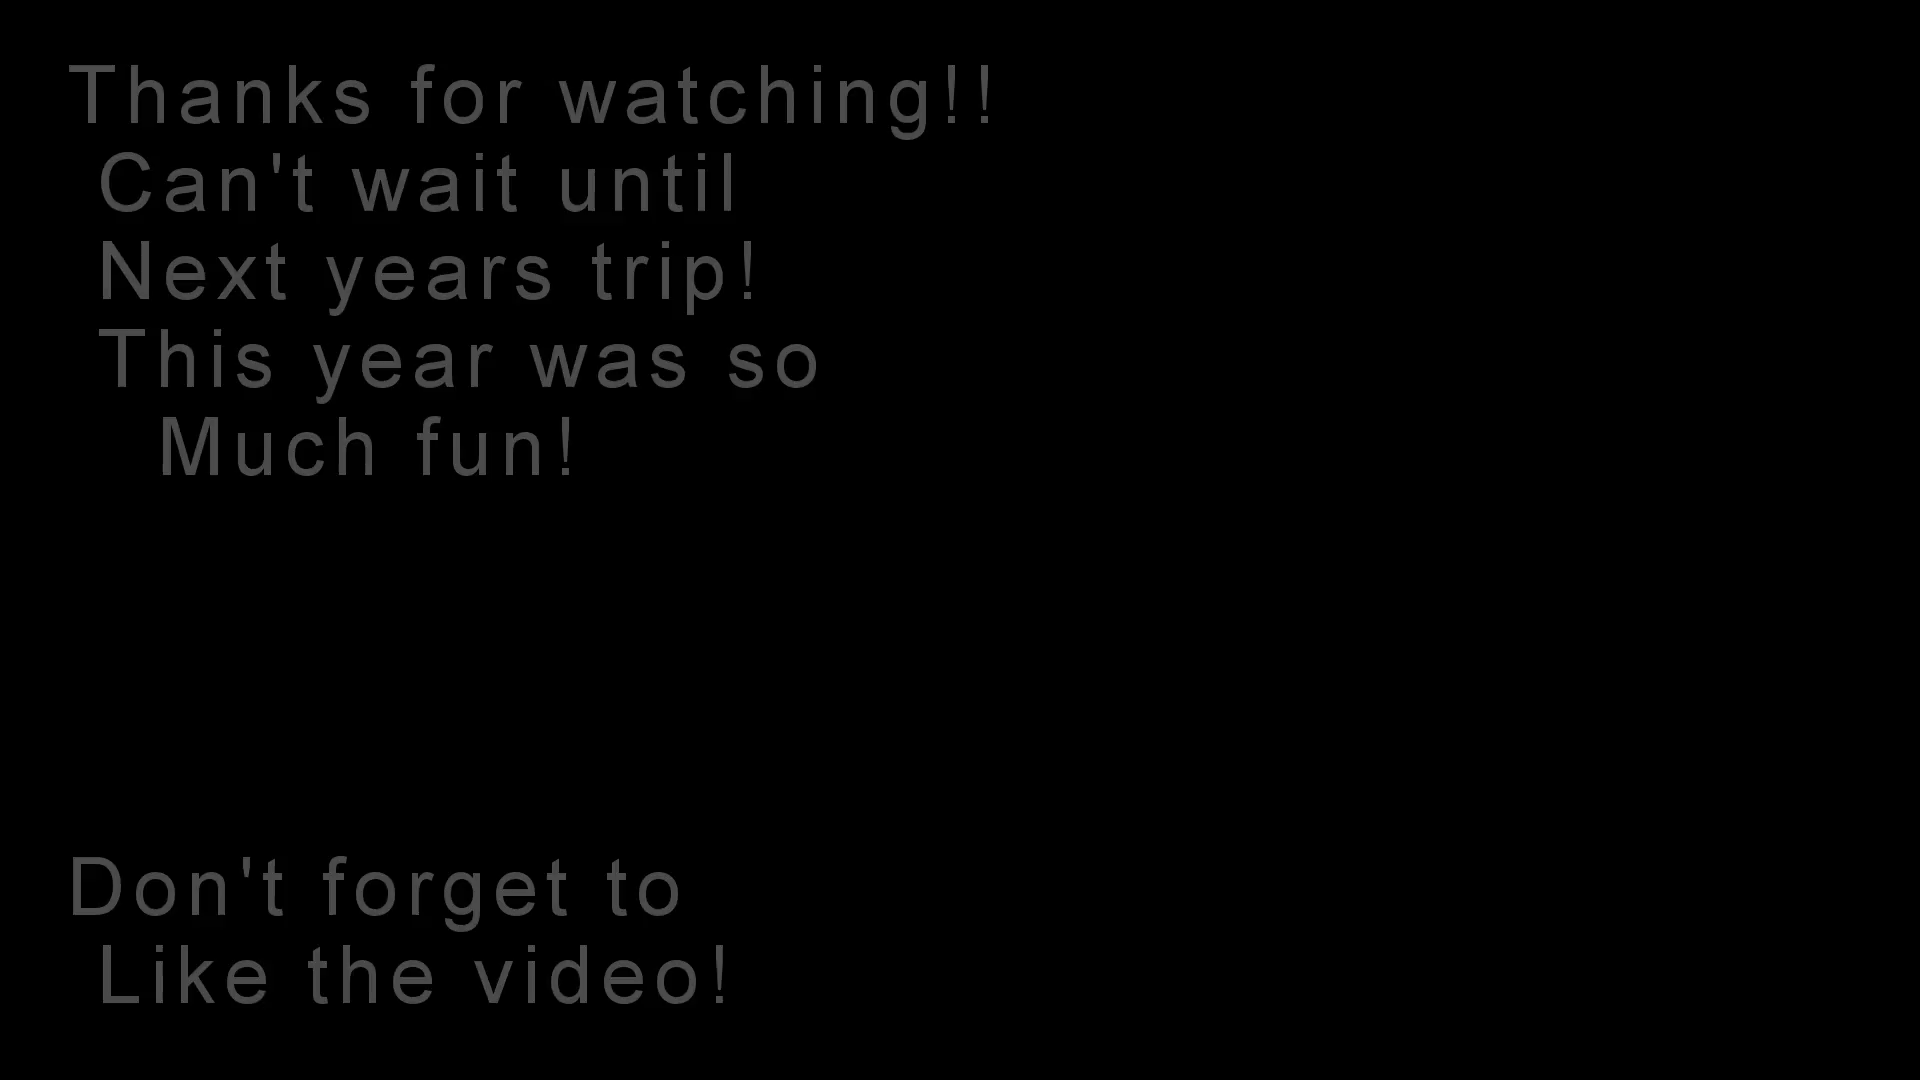 Thanks for watching!!
Can't wait until
Next years trip!
This year was so
Much fun!
Don't forget to
Like the video!